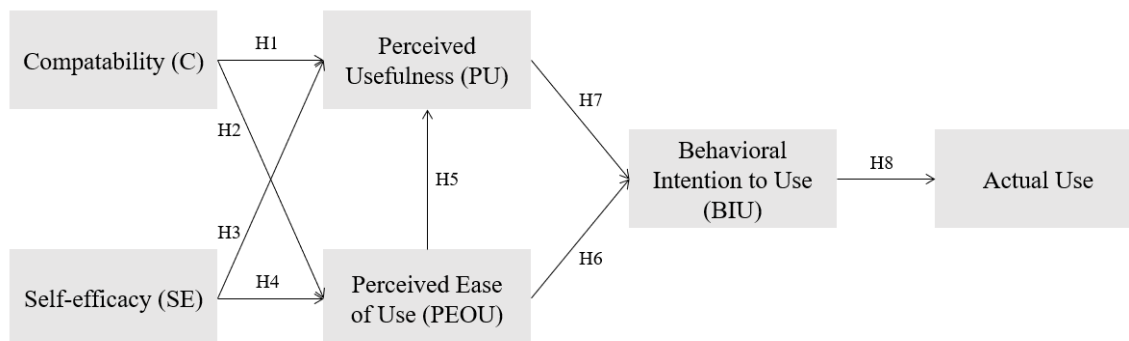 Compatability (C)
H1
Perceived
Usefulness (PU)
H2
H7
Behavioral
Intention to Use
(BIU)
H8
Actual Use
H5
H3
H6
Self-efficacy (SE)
H4
Perceived Ease
of Use (PEOU)